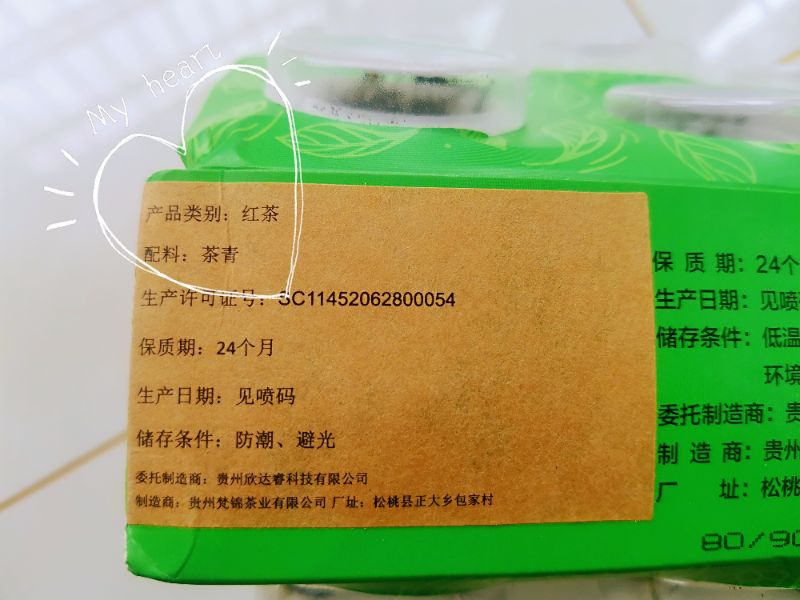 My heart
产品类别：红茶
配料：茶青
生产许可证号：SC11452062800054
保质期：24个月
生产日期：见喷码
储存条件：防潮、避光
委托制造商：贵州欣达睿科技有限公司
制造商：贵州梵锦茶业有限公司 厂址：松桃县正大乡包家村
保 质 期：24个
生产日期：见喷
储存条件：低温
环境
委托制造商：贵
制 造 商：贵州
厂 址：松桃
80/90